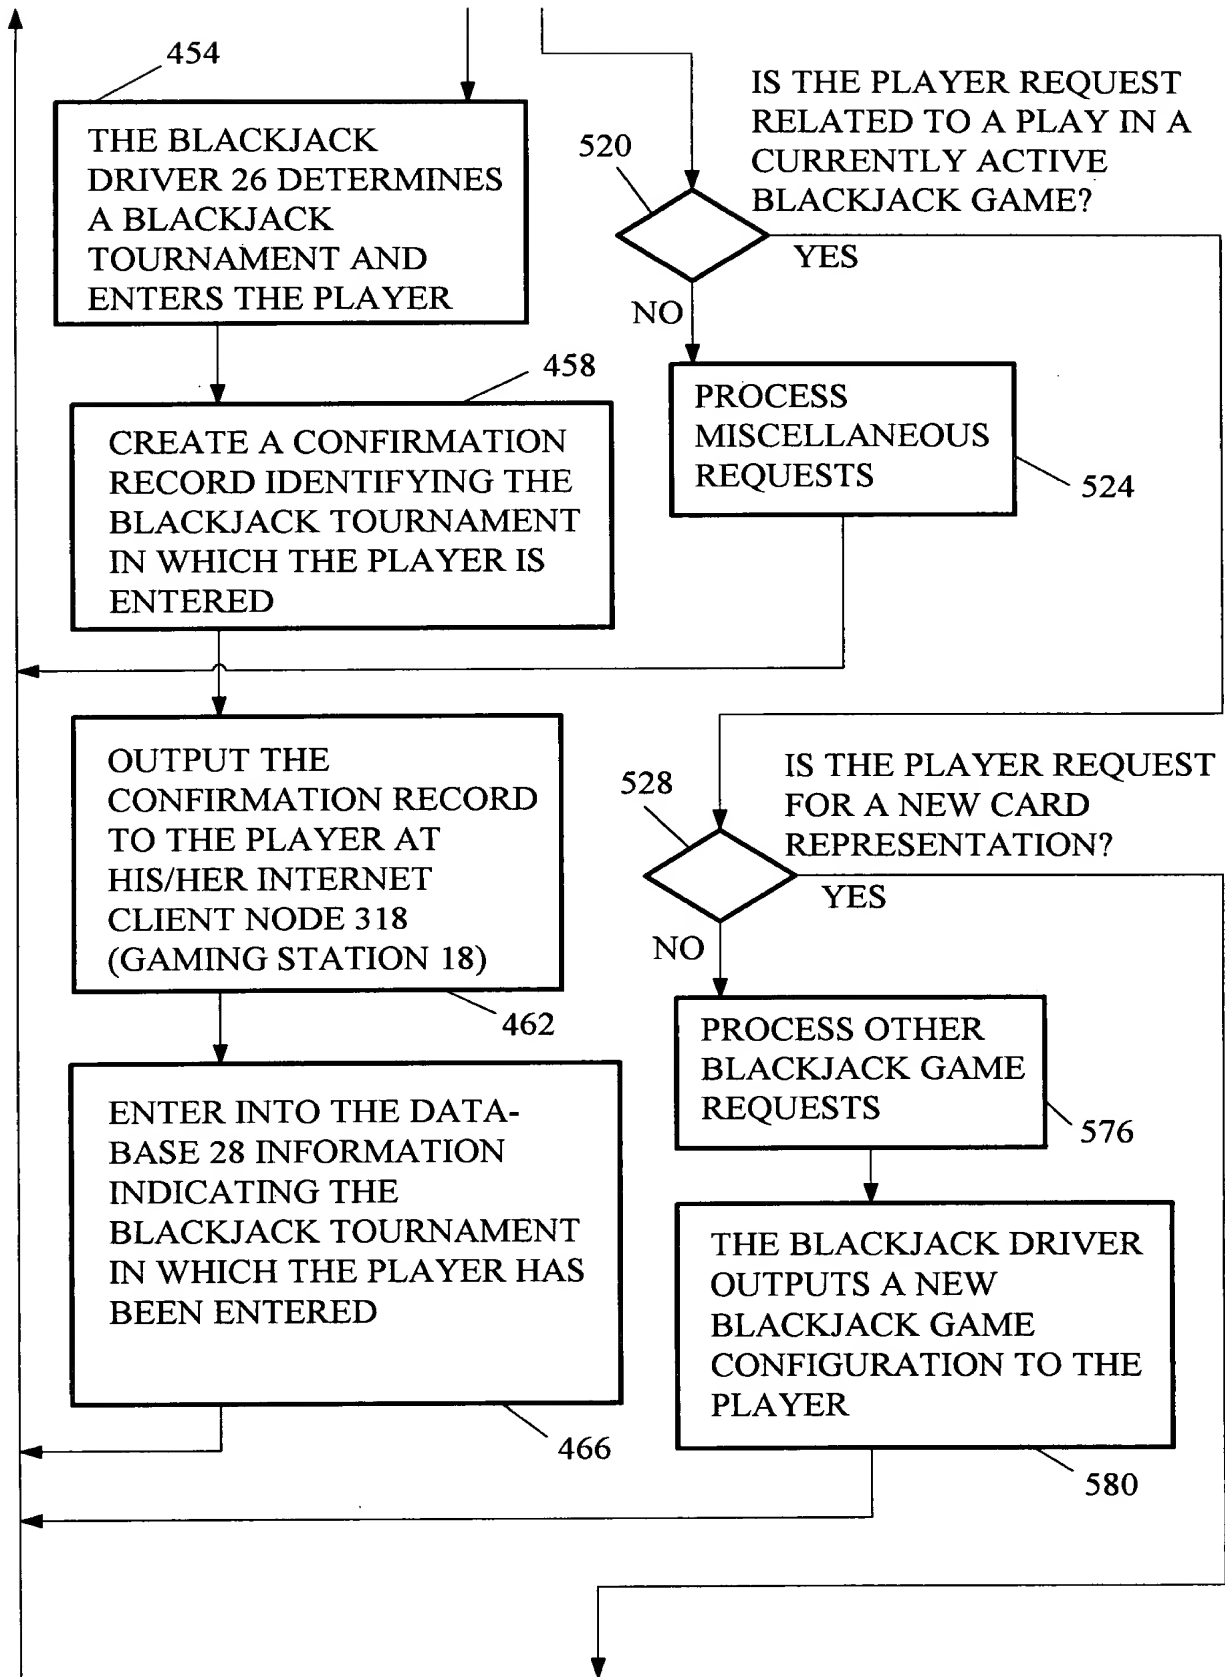 454
THE BLACKJACK
DRIVER 26 DETERMINES
A BLACKJACK
TOURNAMENT AND
ENTERS THE PLAYER
458
CREATE A CONFIRMATION
RECORD IDENTIFYING THE
BLACKJACK TOURNAMENT
IN WHICH THE PLAYER IS
ENTERED
OUTPUT THE
CONFIRMATION RECORD
TO THE PLAYER AT
HIS/HER INTERNET
CLIENT NODE 318
(GAMING STATION 18)
462
ENTER INTO THE DATA-
BASE 28 INFORMATION
INDICATING THE
BLACKJACK TOURNAMENT
IN WHICH THE PLAYER HAS
BEEN ENTERED
466
IS THE PLAYER REQUEST
RELATED TO A PLAY IN A
CURRENTLY ACTIVE
BLACKJACK GAME?
520
YES
NO
PROCESS
MISCELLANEOUS
REQUESTS
524
IS THE PLAYER REQUEST
FOR A NEW CARD
REPRESENTATION?
528
YES
NO
PROCESS OTHER
BLACKJACK GAME
REQUESTS
576
THE BLACKJACK DRIVER
OUTPUTS A NEW
BLACKJACK GAME
CONFIGURATION TO THE
PLAYER
580